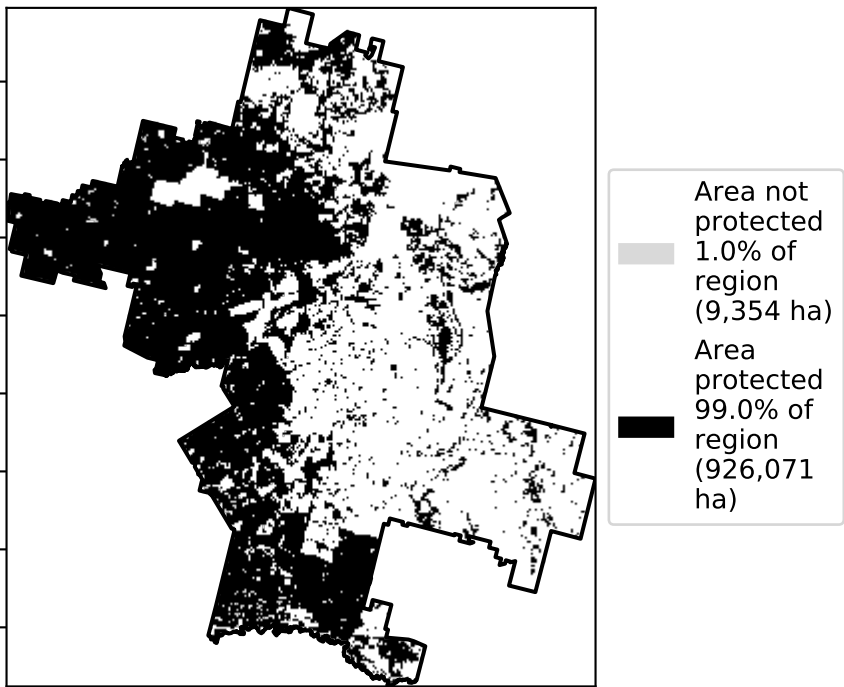 Area not
protected
1.0% of
region
(9,354 ha)
Area
protected
99.0% of
region
(926,071
ha)